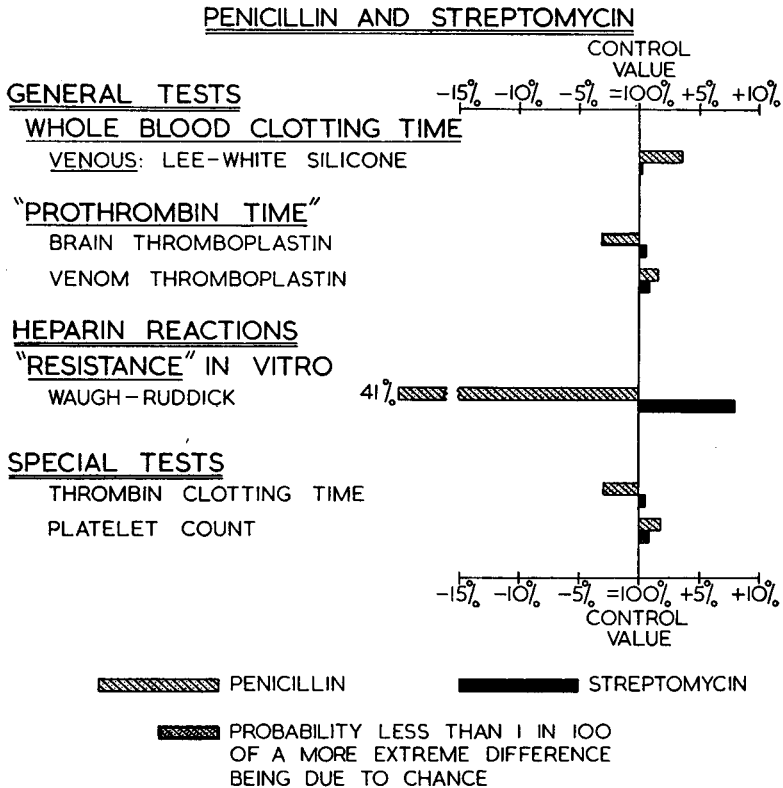 PENICILLIN AND STREPTOMYCIN
CONTROL
VALUE
-15% -10% -5% =100% +5% +10%
GENERAL TESTS
WHOLE BLOOD CLOTTING TIME
VENOUS: LEE-WHITE SILICONE
"PROTHROMBIN TIME"
BRAIN THROMBOPLASTIN
VENOM THROMBOPLASTIN
HEPARIN REACTIONS
"RESISTANCE" IN VITRO
WAUGH-RUDDICK 41%
SPECIAL TESTS
THROMBIN CLOTTING TIME
PLATELET COUNT
-15% -10% -5% =100% +5% +10%
CONTROL
VALUE
PENICILLIN STREPTOMYCIN
PROBABILITY LESS THAN 1 IN 100
OF A MORE EXTREME DIFFERENCE
BEING DUE TO CHANCE